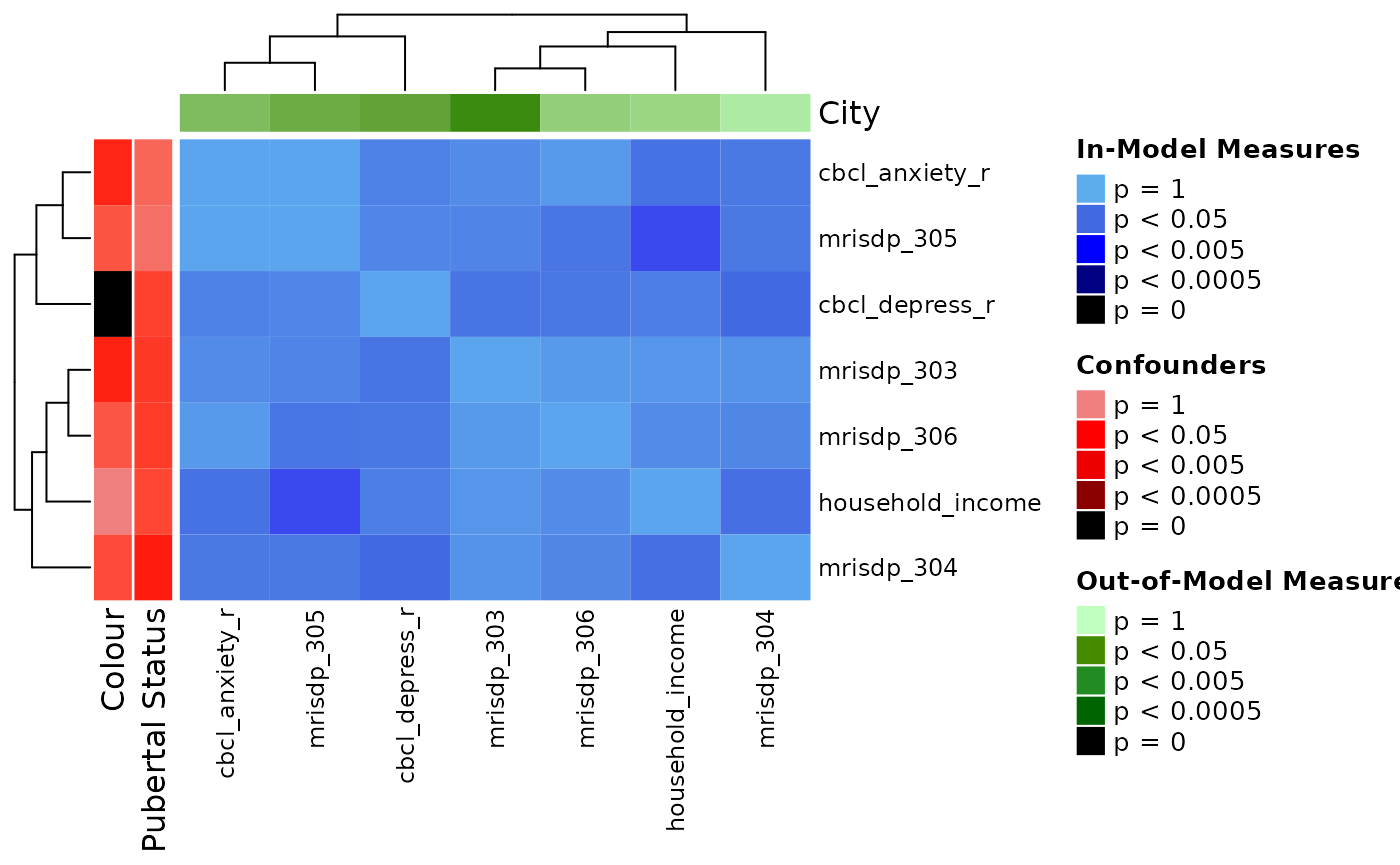 City
cbcl_anxiety_r
mrisdp_305
cbcl_depress_r
mrisdp_303
mrisdp_306
household_income
mrisdp_304
Colour
Pubertal Status
cbcl_anxiety_r
mrisdp_305
cbcl_depress_r
mrisdp_303
mrisdp_306
household_income
mrisdp_304
In-Model Measures
p = 1
p < 0.05
p < 0.005
p < 0.0005
p = 0
Confounders
p = 1
p < 0.05
p < 0.005
p < 0.0005
p = 0
Out-of-Model Measure
p = 1
p < 0.05
p < 0.005
p < 0.0005
p = 0